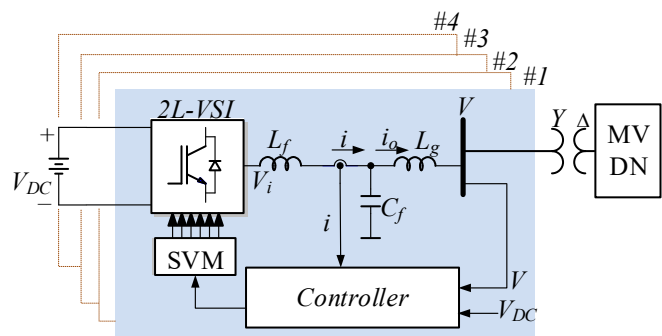 #4
#3
#2
#1
2L-VSI
V
Y Δ
MV
DN
+
V_DC
−
L_f
i
i_o
L_g
V_i
C_f
i
SVM
Controller
V
V_DC